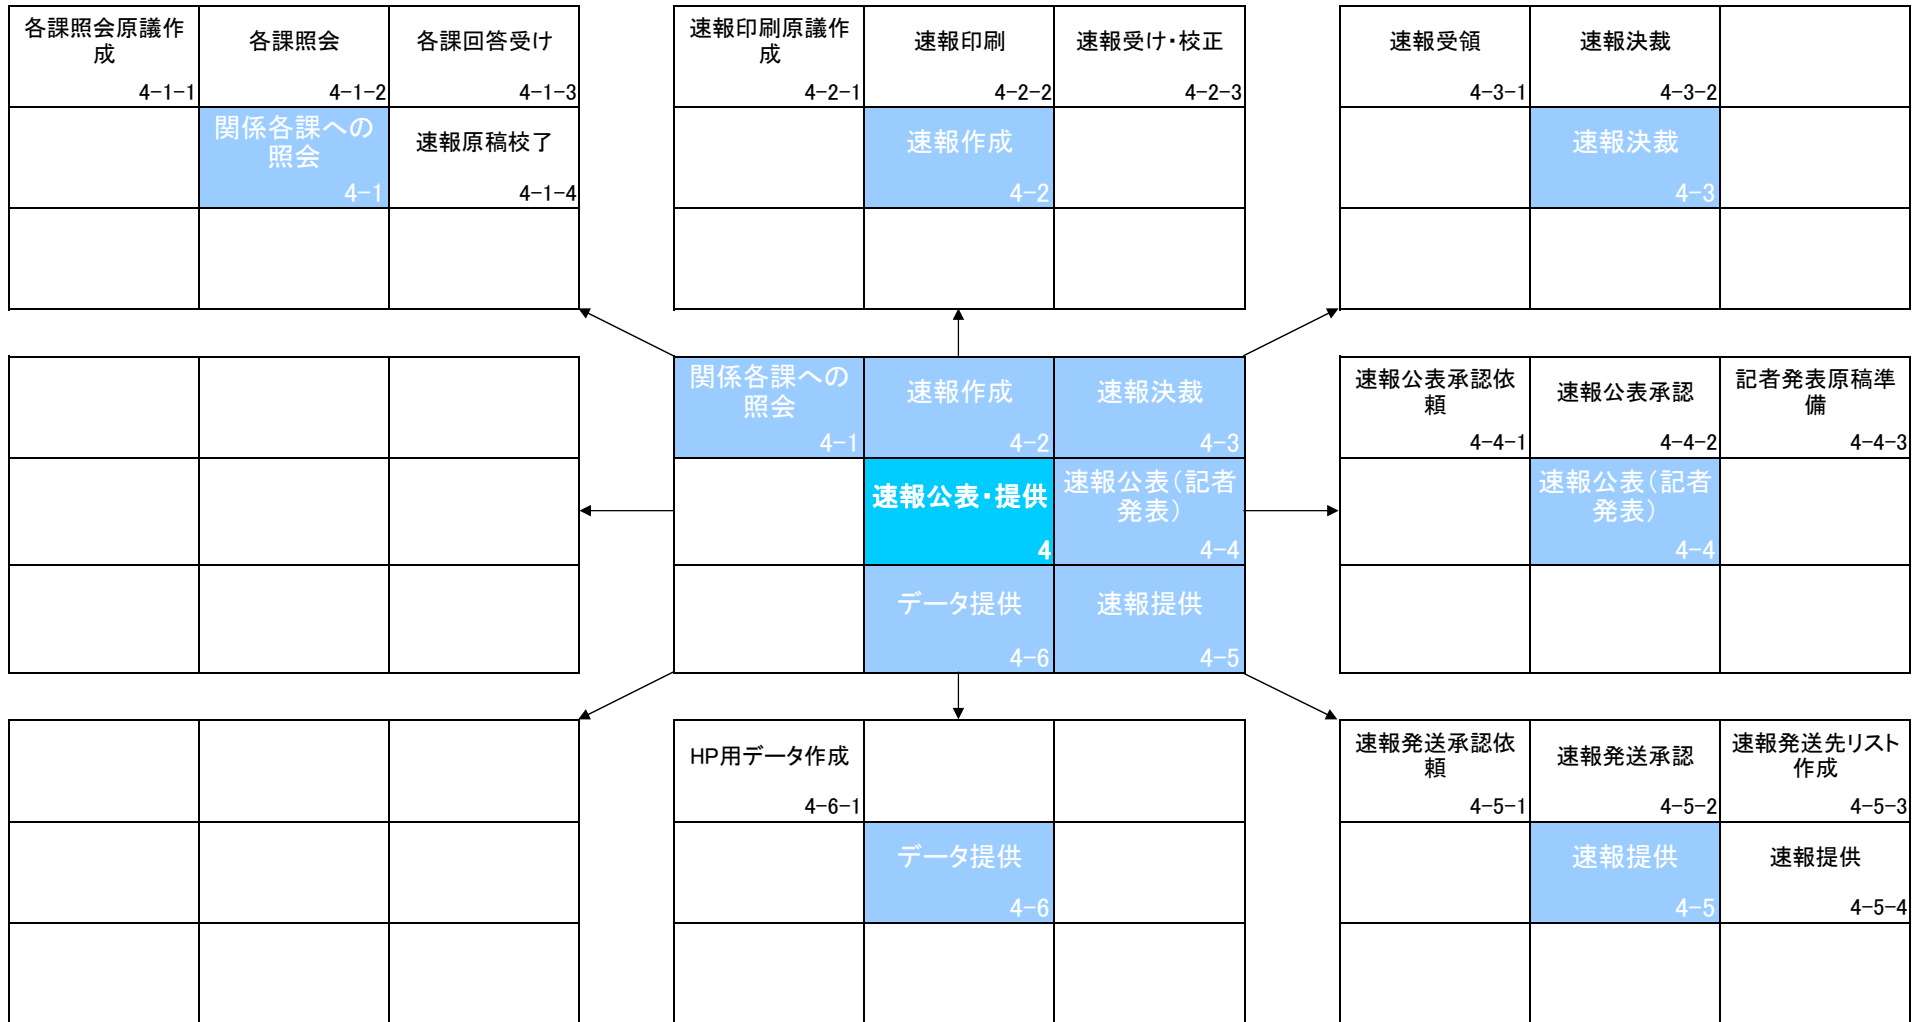 各課照会原議作
成
4-1-1
各課照会
4-1-2
各課回答受け
4-1-3
関係各課への
照会
4-1
速報原稿校了
4-1-4
速報印刷原議作
成
4-2-1
速報印刷
4-2-2
速報受け・校正
4-2-3
速報作成
4-2
速報受領
4-3-1
速報決裁
4-3-2
速報決裁
4-3
関係各課への
照会
4-1
速報作成
4-2
速報決裁
4-3
速報公表・提供
4
速報公表(記者
発表)
4-4
データ提供
4-6
速報提供
4-5
速報公表承認依
頼
4-4-1
速報公表承認
4-4-2
記者発表原稿準
備
4-4-3
速報公表(記者
発表)
4-4
HP用データ作成
4-6-1
データ提供
4-6
速報発送承認依
頼
4-5-1
速報発送承認
4-5-2
速報発送先リスト
作成
4-5-3
速報提供
4-5
速報提供
4-5-4